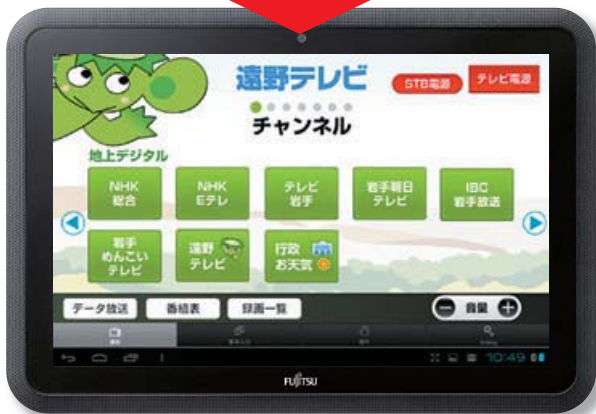 遠野テレビ
STB電源
テレビ電源
チャンネル
地上デジタル
NHK
総合
NHK
Eテレ
テレビ
岩手
岩手朝日
テレビ
IBC
岩手放送
岩手
めんこい
テレビ
遠野
テレビ
行政
お天気
データ放送
番組表
録画一覧
音量
10:49
FUJITSU